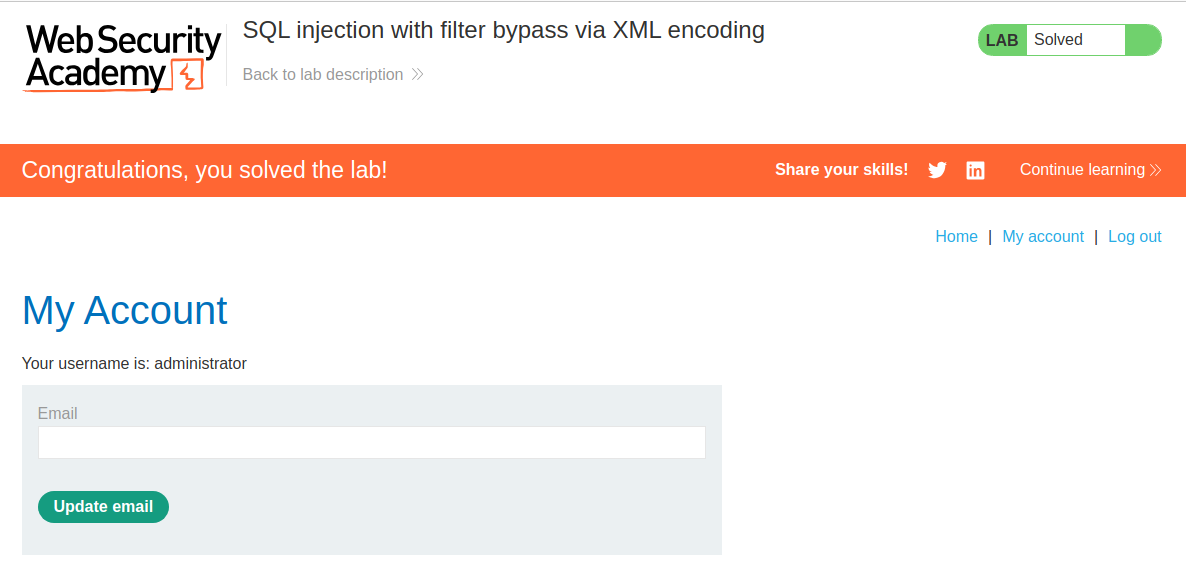 Web Security
Academy
SQL injection with filter bypass via XML encoding
Back to lab description
LAB Solved
Congratulations, you solved the lab!
Share your skills!
Continue learning
Home | My account | Log out
My Account
Your username is: administrator
Email
Update email